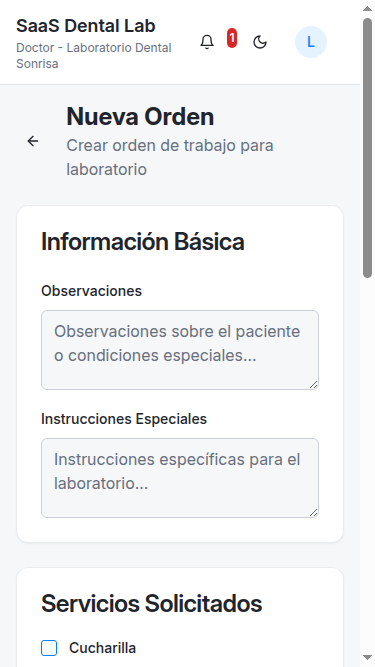 SaaS Dental Lab
Doctor - Laboratorio Dental
Sonrisa
1
L
Nueva Orden
Crear orden de trabajo para
laboratorio
Información Básica
Observaciones
Observaciones sobre el paciente
o condiciones especiales...
Instrucciones Especiales
Instrucciones específicas para el
laboratorio...
Servicios Solicitados
Cucharilla